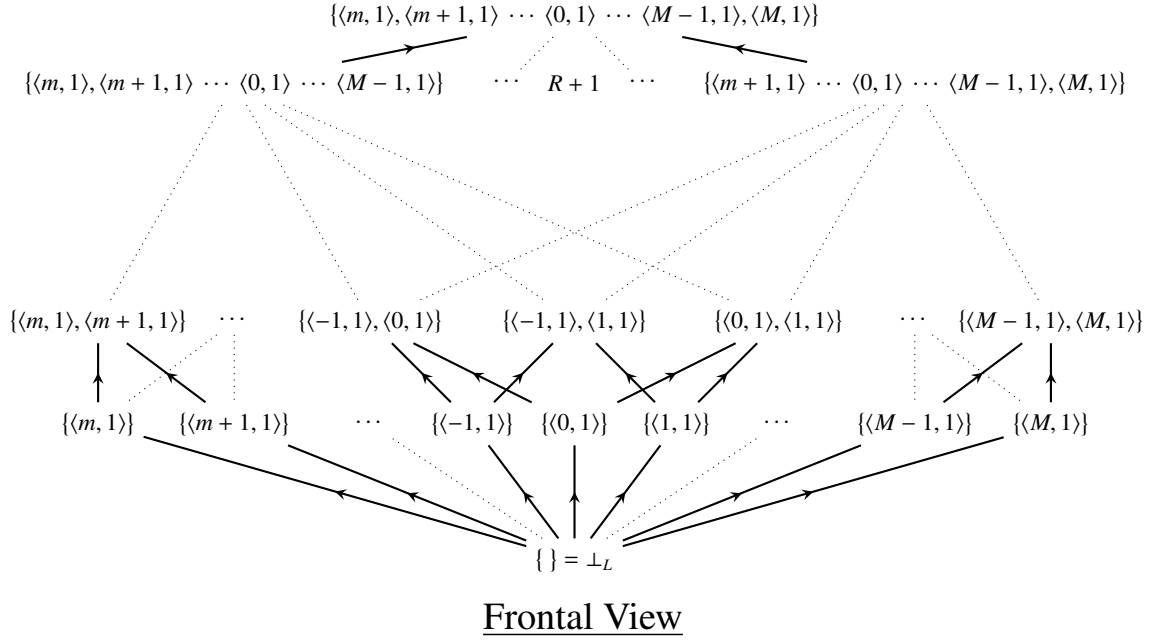 {⟨m, 1⟩, ⟨m + 1, 1⟩ ··· ⟨0, 1⟩ ··· ⟨M − 1, 1⟩, ⟨M, 1⟩}
{⟨m, 1⟩, ⟨m + 1, 1⟩ ··· ⟨0, 1⟩ ··· ⟨M − 1, 1⟩} ··· R + 1 ··· {⟨m + 1, 1⟩ ··· ⟨0, 1⟩ ··· ⟨M − 1, 1⟩, ⟨M, 1⟩}
{⟨m, 1⟩, ⟨m + 1, 1⟩} ··· {⟨−1, 1⟩, ⟨0, 1⟩} {⟨−1, 1⟩, ⟨1, 1⟩} {⟨0, 1⟩, ⟨1, 1⟩} ··· {⟨M − 1, 1⟩, ⟨M, 1⟩}
{⟨m, 1⟩} {⟨m + 1, 1⟩} ··· {⟨−1, 1⟩} {⟨0, 1⟩} {⟨1, 1⟩} ··· {⟨M − 1, 1⟩} {⟨M, 1⟩}
{ } = ⊥_L
Frontal View